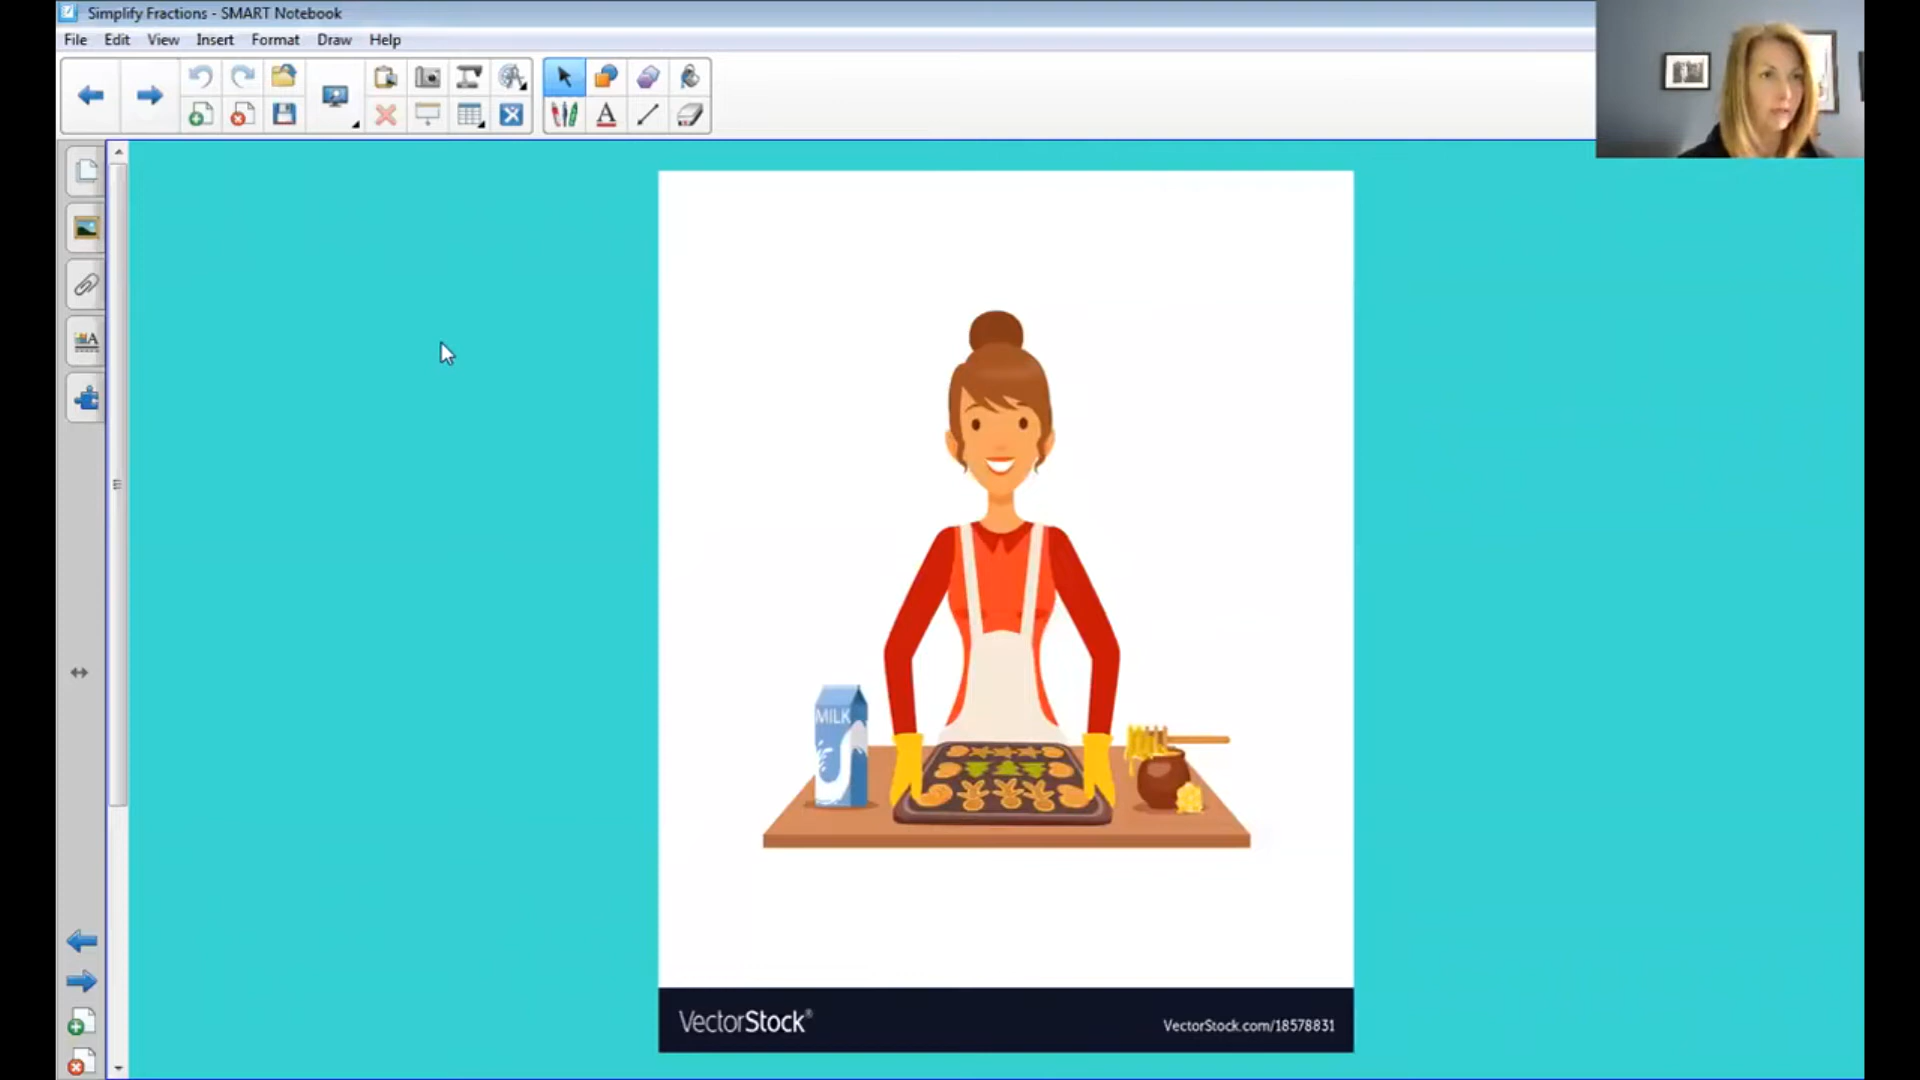 Simplify Fractions - SMART Notebook
File Edit View Insert Format Draw Help
A
A
MILK
VectorStock®
VectorStock.com/18578831